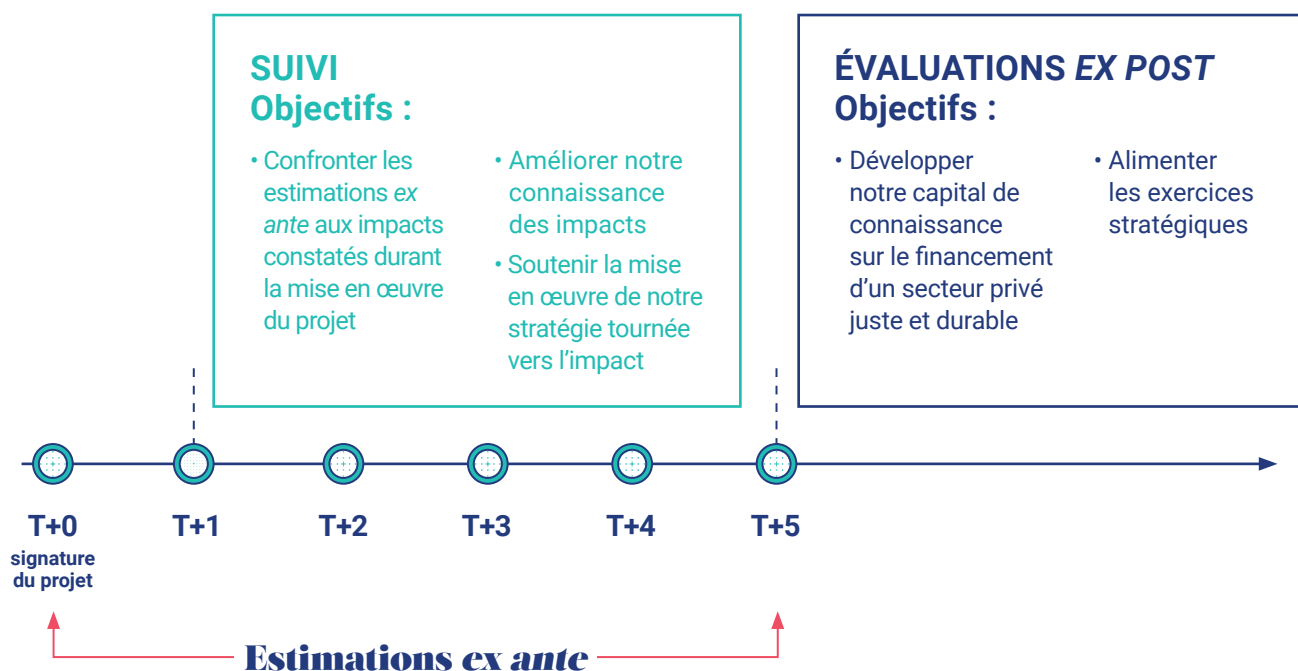 SUIVI
Objectifs :
• Confronter les
estimations ex
ante aux impacts
constatés durant
la mise en œuvre
du projet
• Améliorer notre
connaissance
des impacts
• Soutenir la mise
en œuvre de notre
stratégie tournée
vers l’impact
ÉVALUATIONS EX POST
Objectifs :
• Développer
notre capital de
connaissance
sur le financement
d’un secteur privé
juste et durable
• Alimenter
les exercices
stratégiques
T+0
signature
du projet
T+1
T+2
T+3
T+4
T+5
Estimations ex ante